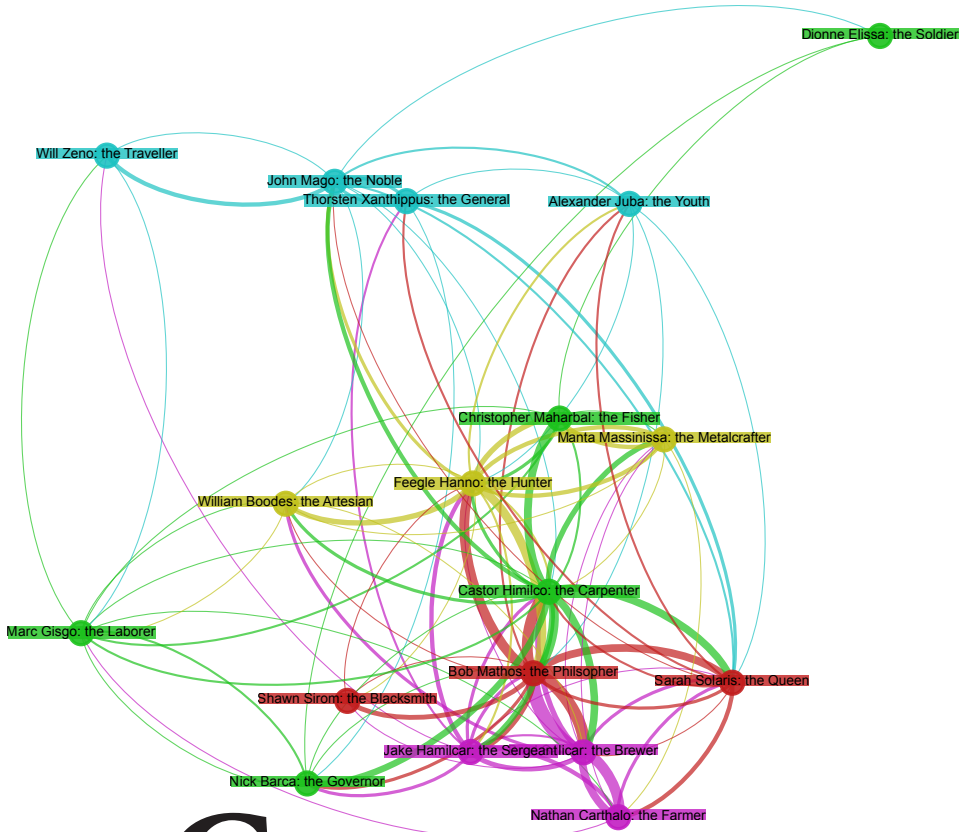 Dionne Elissa: the Soldier
Will Zeno: the Traveller
John Mago: the Noble
Thorsten Xanthippus: the General
Alexander Juba: the Youth
Christopher Maharbal: the Fisher
Manta Massinissa: the Metalcrafter
Feegle Hanno: the Hunter
William Boodes: the Artesian
Castor Himilco: the Carpenter
Marc Gisgo: the Laborer
Bob Mathos: the Philsopher
Sarah Solaris: the Queen
Shawn Sirom: the Blacksmith
Jake Hamilcar: the Sergeant
licar: the Brewer
Nick Barca: the Governor
Nathan Carthalo: the Farmer